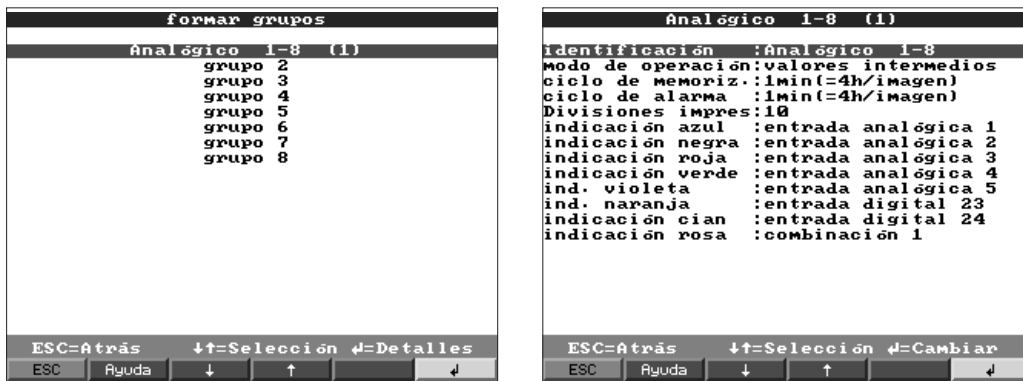 formar grupos
Analógico 1-8 (1)
grupo 2
grupo 3
grupo 4
grupo 5
grupo 6
grupo 7
grupo 8
ESC=Atrás ↓↑=Selección ↵=Detalles
ESC Ayuda ↓ ↑ ↵
Analógico 1-8 (1)
identificación :Analógico 1-8
modo de operación:valores intermedios
ciclo de memoriz.:1min(=4h/imagen)
ciclo de alarma :1min(=4h/imagen)
Divisiones impres:10
indicación azul :entrada analógica 1
indicación negra :entrada analógica 2
indicación roja :entrada analógica 3
indicación verde :entrada analógica 4
ind. violeta :entrada analógica 5
ind. naranja :entrada digital 23
indicación cian :entrada digital 24
indicación rosa :combinación 1
ESC=Atrás ↓↑=Selección ↵=Cambiar
ESC Ayuda ↓ ↑ ↵